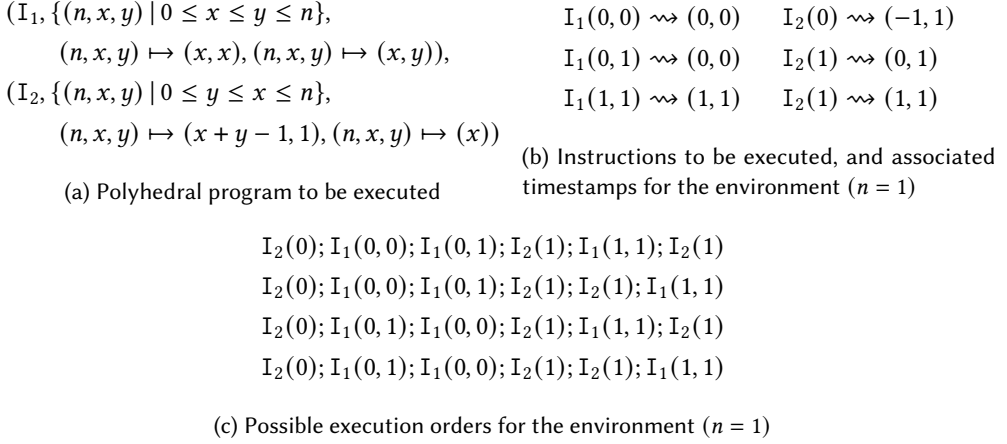 (I₁, {(n, x, y) | 0 ≤ x ≤ y ≤ n},
(n, x, y) ↦ (x, x), (n, x, y) ↦ (x, y)),
(I₂, {(n, x, y) | 0 ≤ y ≤ x ≤ n},
(n, x, y) ↦ (x + y − 1, 1), (n, x, y) ↦ (x))
(a) Polyhedral program to be executed
I₁(0, 0) ⇝ (0, 0) I₂(0) ⇝ (−1, 1)
I₁(0, 1) ⇝ (0, 0) I₂(1) ⇝ (0, 1)
I₁(1, 1) ⇝ (1, 1) I₂(1) ⇝ (1, 1)
(b) Instructions to be executed, and associated
timestamps for the environment (n = 1)
I₂(0); I₁(0, 0); I₁(0, 1); I₂(1); I₁(1, 1); I₂(1)
I₂(0); I₁(0, 0); I₁(0, 1); I₂(1); I₂(1); I₁(1, 1)
I₂(0); I₁(0, 1); I₁(0, 0); I₂(1); I₁(1, 1); I₂(1)
I₂(0); I₁(0, 1); I₁(0, 0); I₂(1); I₂(1); I₁(1, 1)
(c) Possible execution orders for the environment (n = 1)